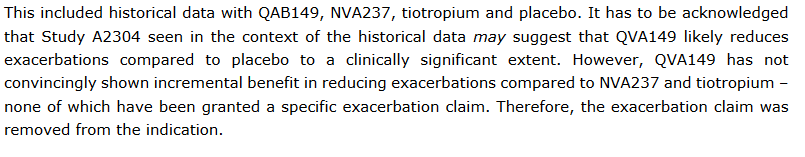 This included historical data with QAB149, NVA237, tiotropium and placebo. It has to be acknowledged
that Study A2304 seen in the context of the historical data may suggest that QVA149 likely reduces
exacerbations compared to placebo to a clinically significant extent. However, QVA149 has not
convincingly shown incremental benefit in reducing exacerbations compared to NVA237 and tiotropium –
none of which have been granted a specific exacerbation claim. Therefore, the exacerbation claim was
removed from the indication.